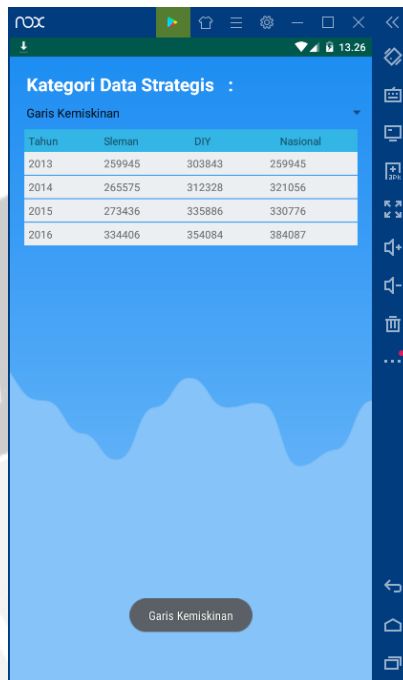 nox
13.26
Kategori Data Strategis :
Garis Kemiskinan
Tahun Sleman DIY Nasional
2013 259945 303843 259945
2014 265575 312328 321056
2015 273436 335886 330776
2016 334406 354084 384087
Garis Kemiskinan